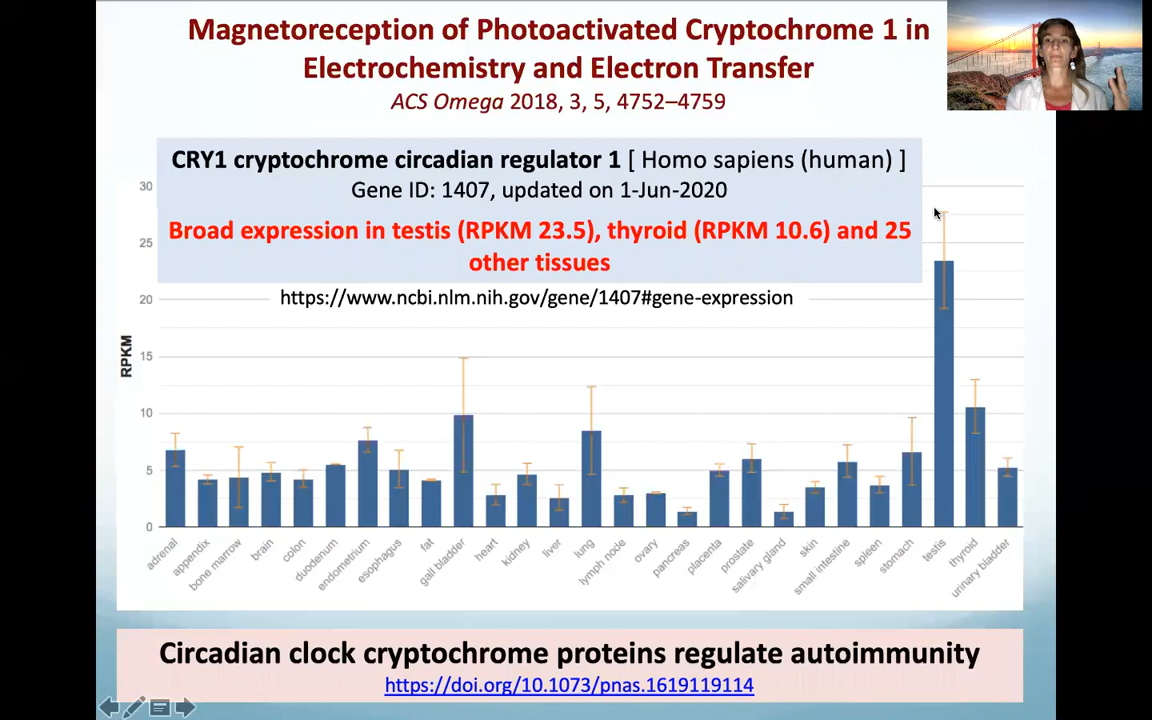 Magnetoreception of Photoactivated Cryptochrome 1 in
Electrochemistry and Electron Transfer
ACS Omega 2018, 3, 5, 4752–4759
CRY1 cryptochrome circadian regulator 1 [ Homo sapiens (human) ]
Gene ID: 1407, updated on 1-Jun-2020
Broad expression in testis (RPKM 23.5), thyroid (RPKM 10.6) and 25
other tissues
https://www.ncbi.nlm.nih.gov/gene/1407#gene-expression
30
25
20
15
10
5
0
RPKM
adrenal
appendix
bone marrow
brain
colon
duodenum
endometrium
esophagus
fat
gall bladder
heart
kidney
liver
lung
lymph node
ovary
pancreas
placenta
prostate
salivary gland
skin
small intestine
spleen
stomach
testis
thyroid
urinary bladder
Circadian clock cryptochrome proteins regulate autoimmunity
https://doi.org/10.1073/pnas.1619119114